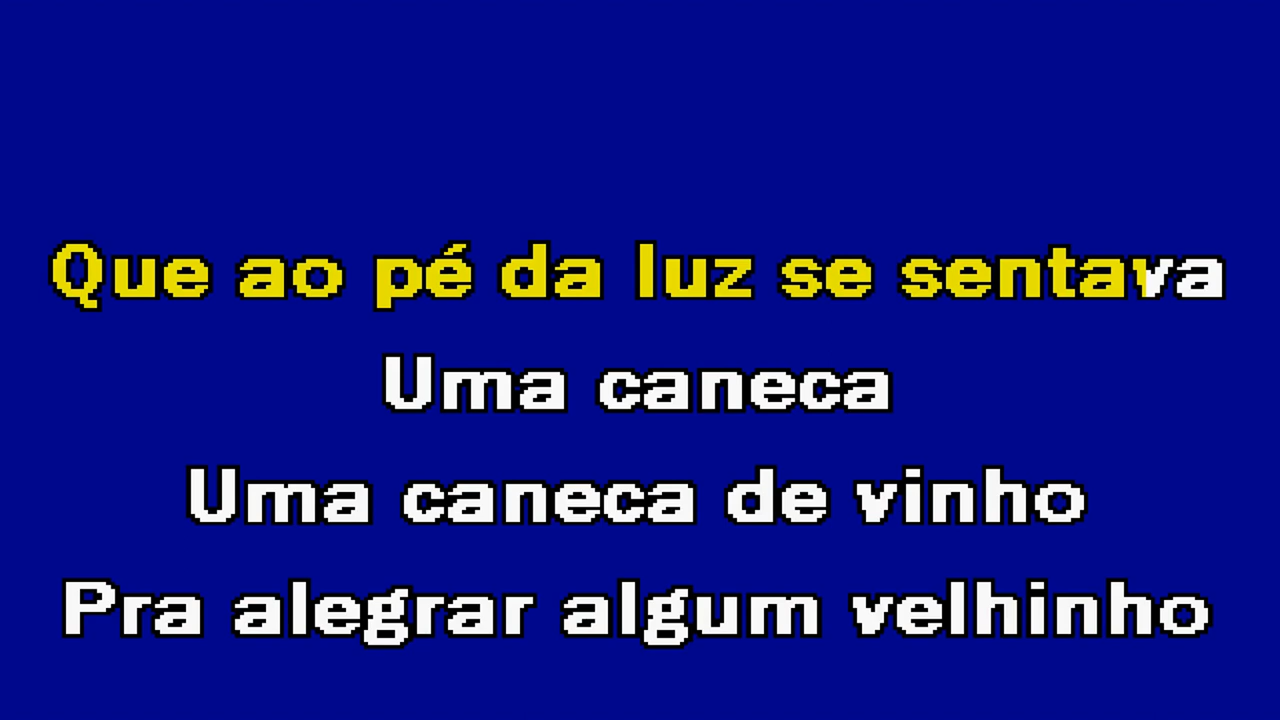 Que ao pé da luz se sentava
Uma caneca
Uma caneca de vinho
Pra alegrar algum velhinho